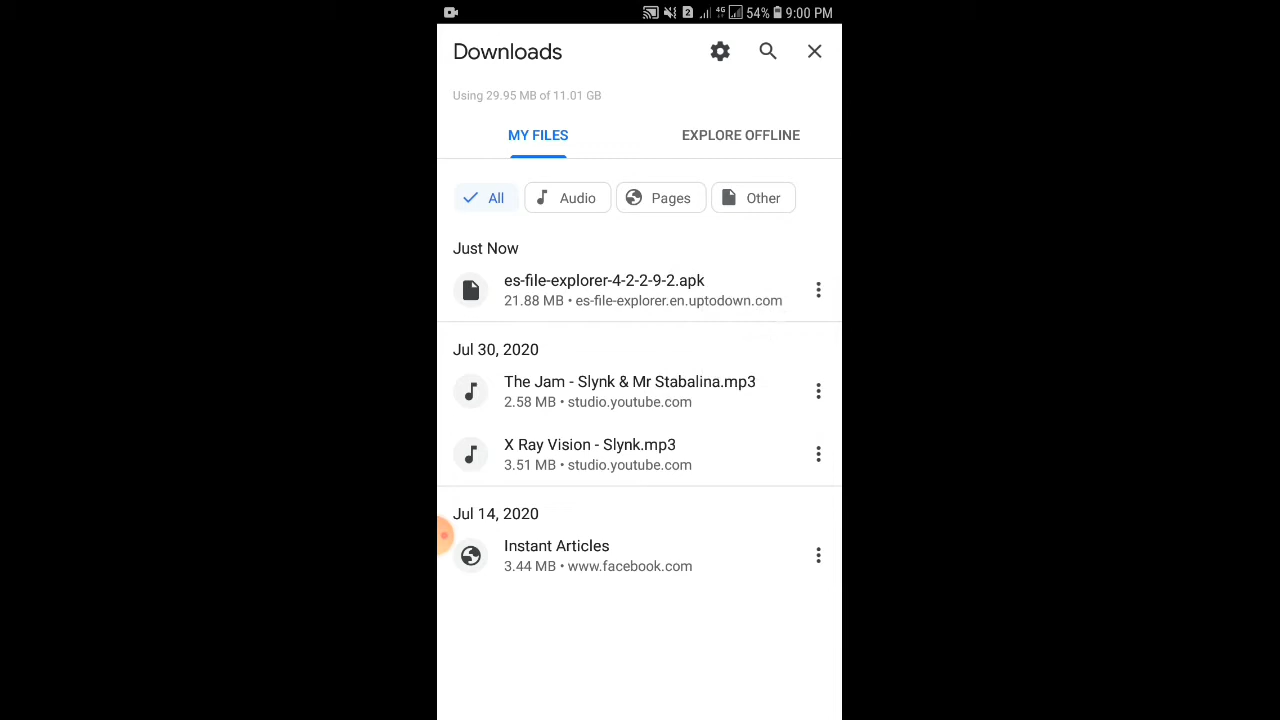 2 4G 54% 9:00 PM
Downloads
Using 29.95 MB of 11.01 GB
MY FILES EXPLORE OFFLINE
All Audio Pages Other
Just Now
es-file-explorer-4-2-2-9-2.apk
21.88 MB • es-file-explorer.en.uptodown.com
Jul 30, 2020
The Jam - Slynk & Mr Stabalina.mp3
2.58 MB • studio.youtube.com
X Ray Vision - Slynk.mp3
3.51 MB • studio.youtube.com
Jul 14, 2020
Instant Articles
3.44 MB • www.facebook.com